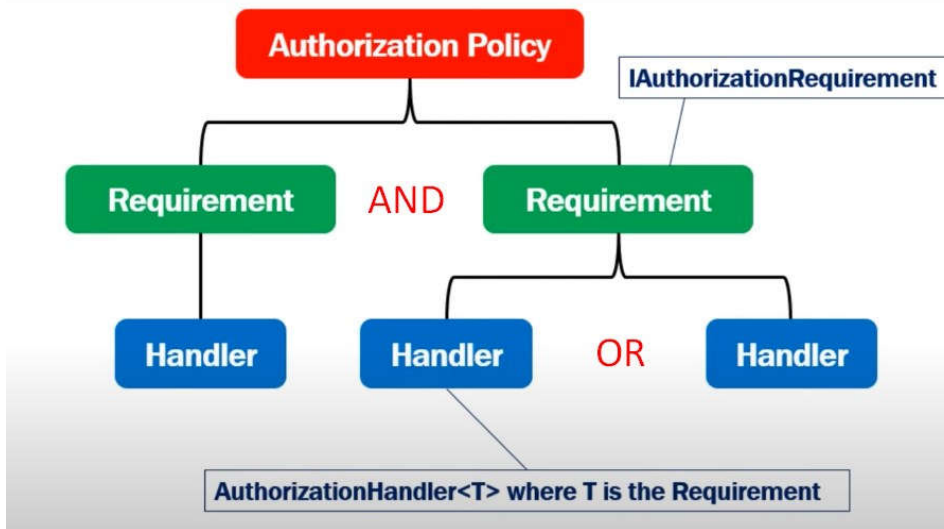 Authorization Policy
IAuthorizationRequirement
Requirement
AND
Requirement
Handler
Handler
OR
Handler
AuthorizationHandler<T> where T is the Requirement